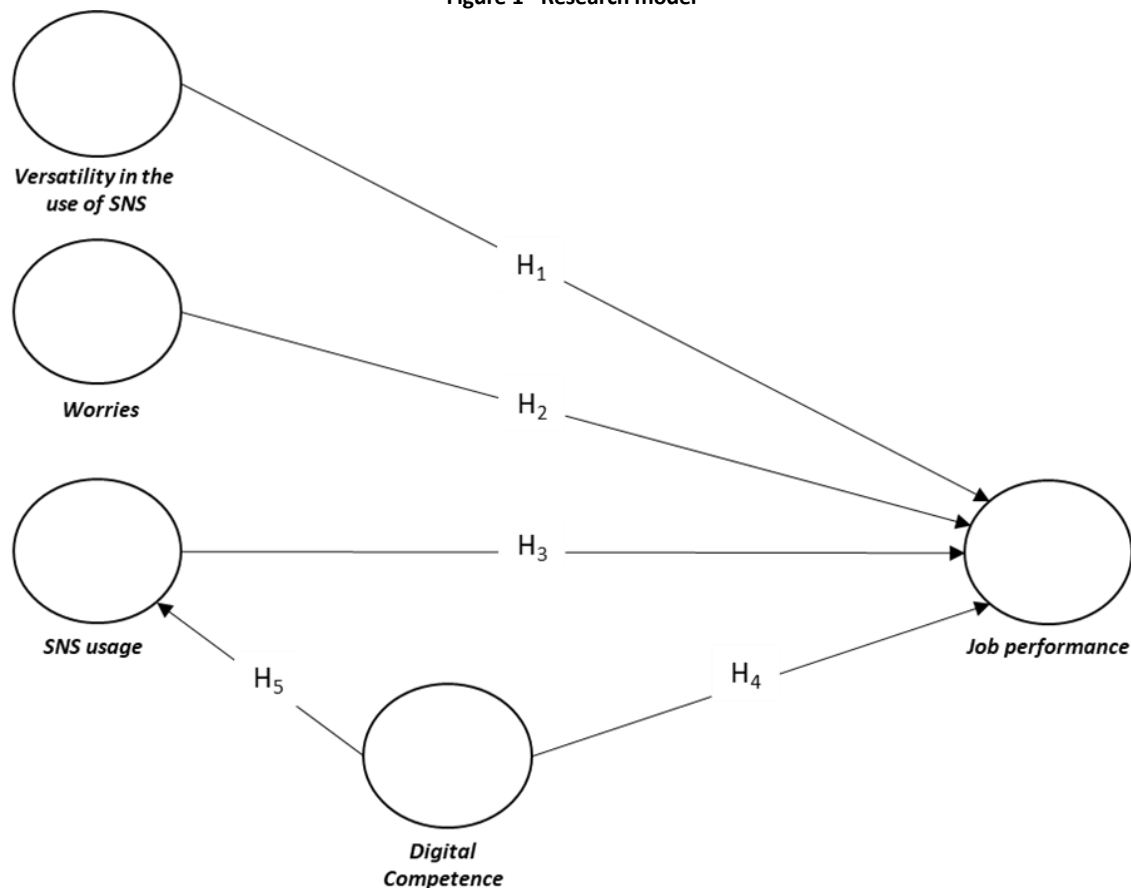 Figure 1 - Research model
Versatility in the
use of SNS
H₁
Worries
H₂
H₃
SNS usage
Job performance
H₅
H₄
Digital
Competence